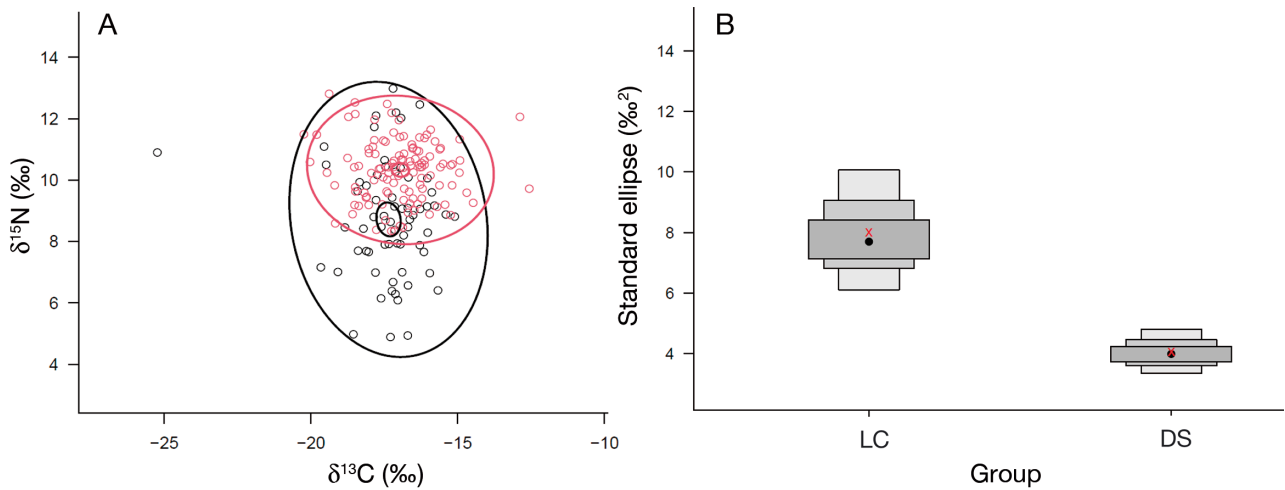 A
14
12
10
8
6
4
δ15N (‰)
−25
−20
−15
−10
δ13C (‰)
B
14
12
10
8
6
4
Standard ellipse (‰2)
x
x
LC
DS
Group